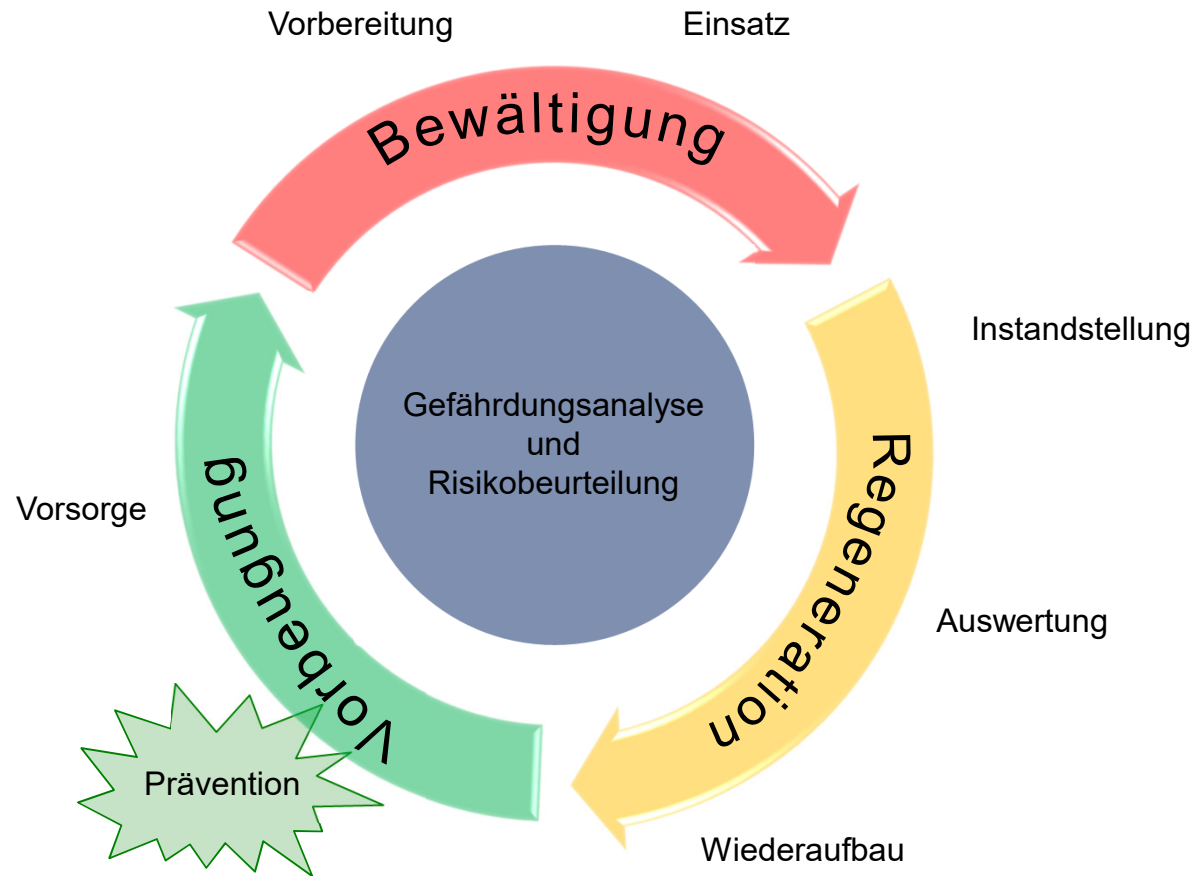 Vorbereitung
Einsatz
Bewältigung
Instandstellung
Gefährdungsanalyse
und
Risikobeurteilung
Regeneration
Vorsorge
Vorbeugung
Auswertung
Prävention
Wiederaufbau